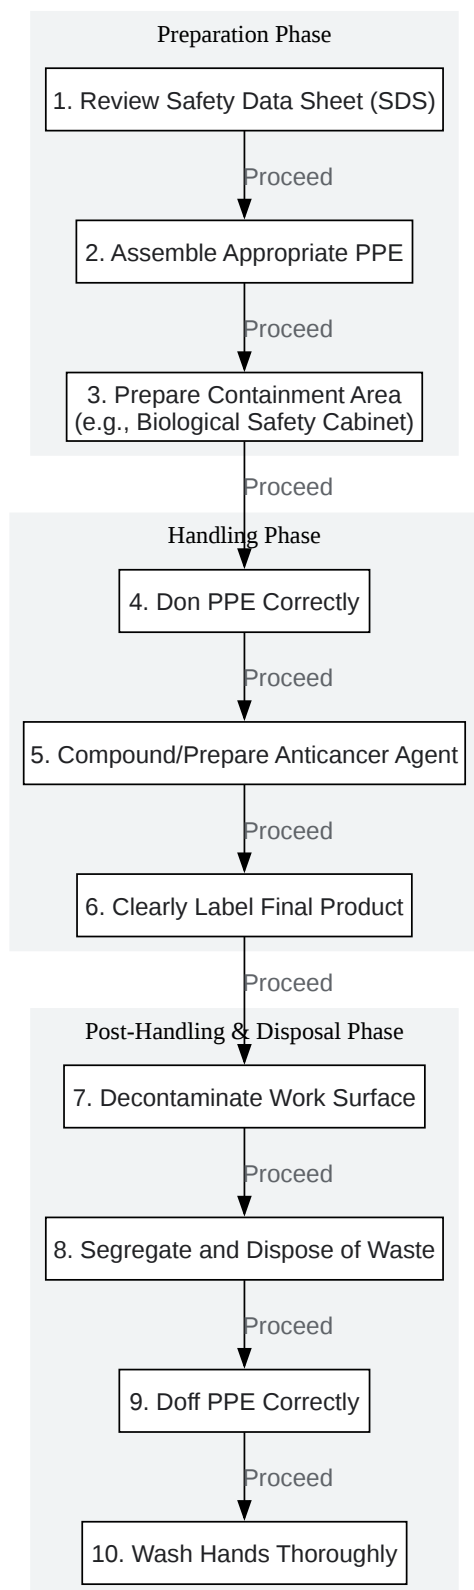 Preparation Phase
1. Review Safety Data Sheet (SDS)
Proceed
2. Assemble Appropriate PPE
Proceed
3. Prepare Containment Area
(e.g., Biological Safety Cabinet)
Proceed
Handling Phase
4. Don PPE Correctly
Proceed
5. Compound/Prepare Anticancer Agent
Proceed
6. Clearly Label Final Product
Proceed
Post-Handling & Disposal Phase
7. Decontaminate Work Surface
Proceed
8. Segregate and Dispose of Waste
Proceed
9. Doff PPE Correctly
Proceed
10. Wash Hands Thoroughly